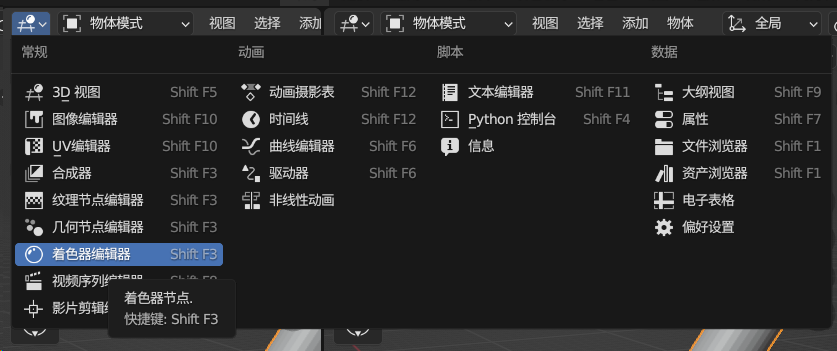 物体模式 视图 选择 添加 物体模式 视图 选择 添加 物体 全局
常规 动画 脚本 数据
3D 视图 Shift F5 动画摄影表 Shift F12 文本编辑器 Shift F11 大纲视图 Shift F9
图像编辑器 Shift F10 时间线 Shift F12 Python 控制台 Shift F4 属性 Shift F7
UV编辑器 Shift F10 曲线编辑器 Shift F6 信息 文件浏览器 Shift F1
合成器 Shift F3 驱动器 Shift F6 资产浏览器 Shift F1
纹理节点编辑器 Shift F3 非线性动画 电子表格
几何节点编辑器 Shift F3 偏好设置
着色器编辑器 Shift F3
视频序列编辑器 Shift F8
影片剪辑
着色器节点.
快捷键: Shift F3